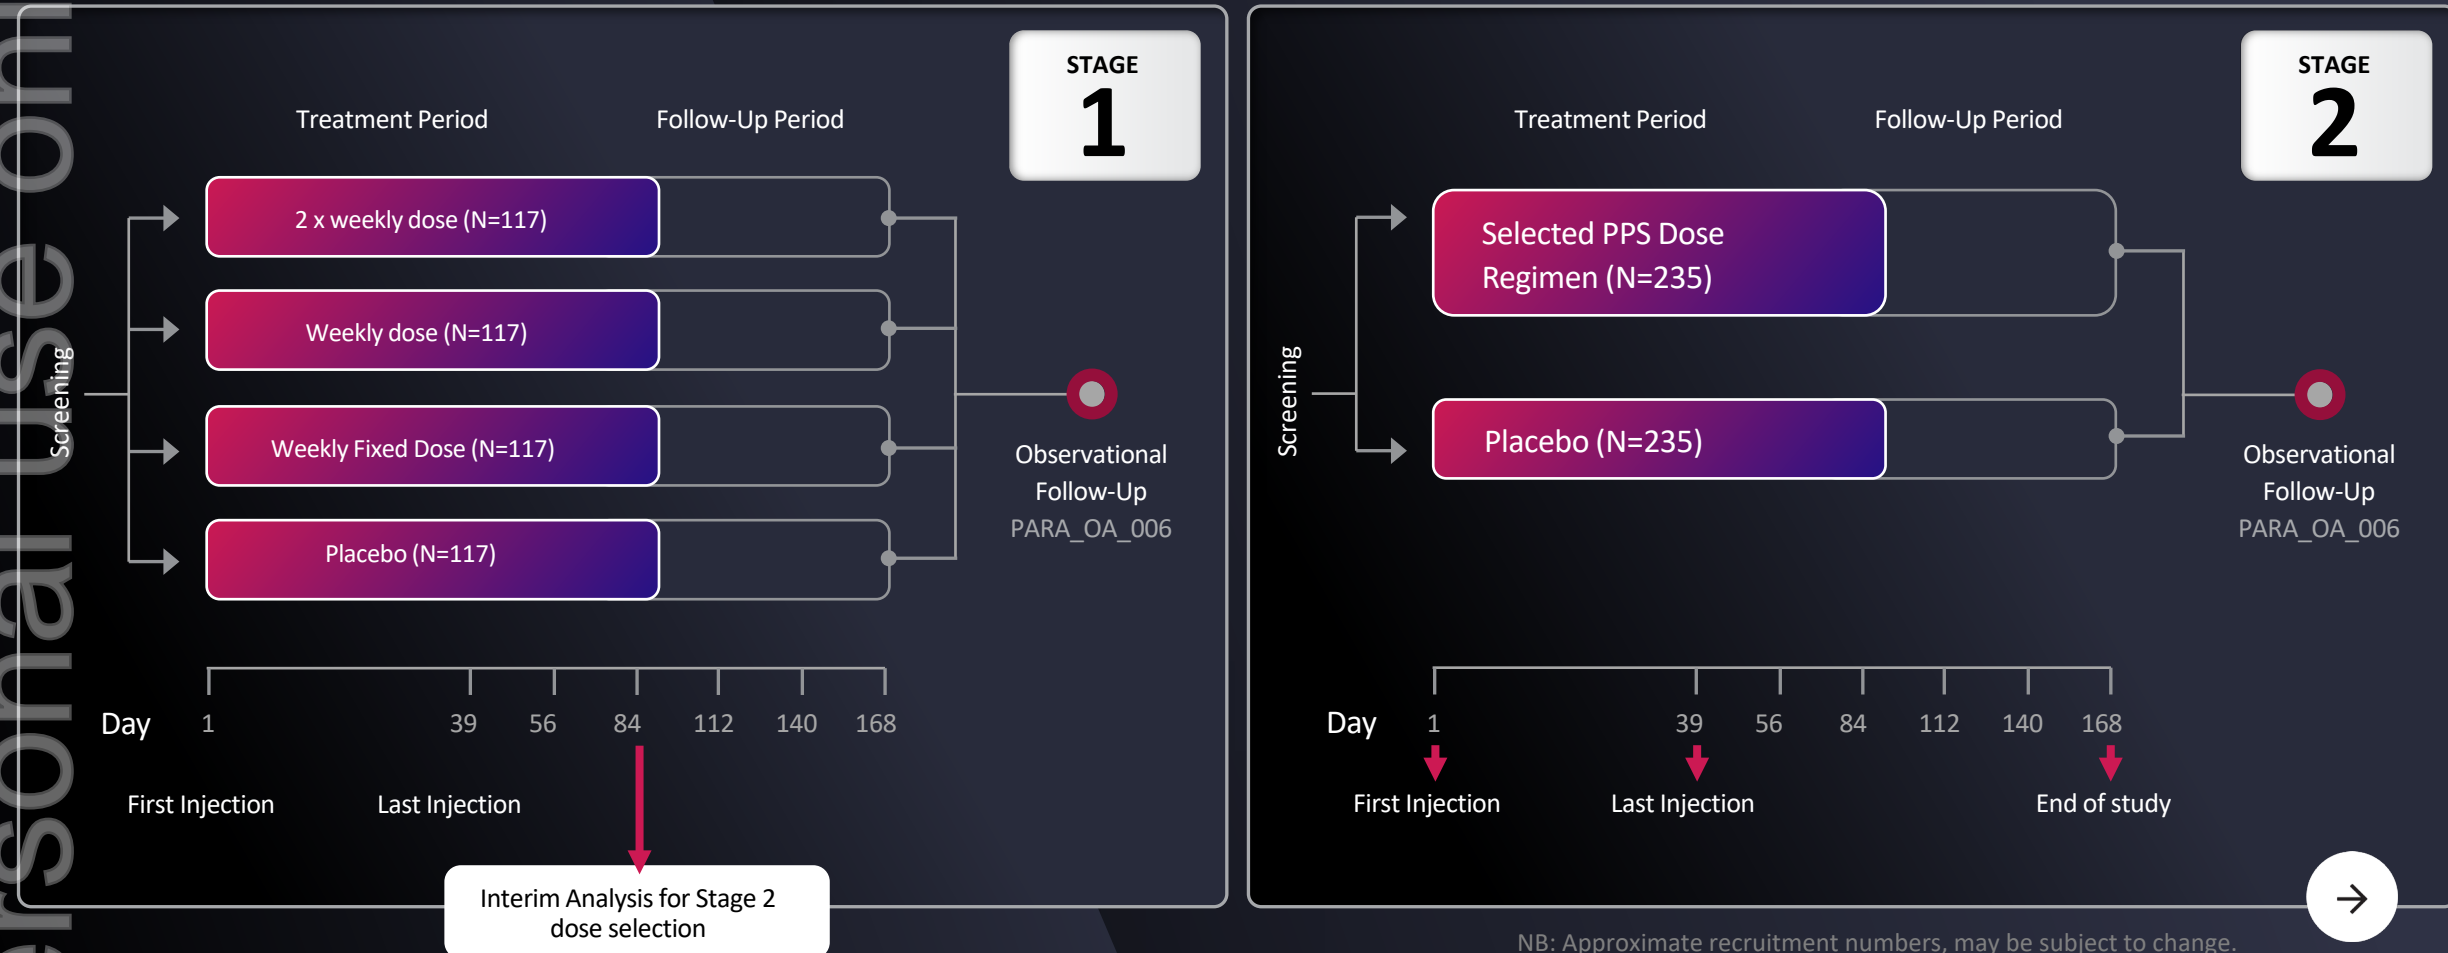 STAGE
1
Treatment Period
Follow-Up Period
Screening
2 x weekly dose (N=117)
Weekly dose (N=117)
Weekly Fixed Dose (N=117)
Placebo (N=117)
Observational
Follow-Up
PARA_OA_006
Day 1 39 56 84 112 140 168
First Injection
Last Injection
Interim Analysis for Stage 2
dose selection
STAGE
2
Treatment Period
Follow-Up Period
Screening
Selected PPS Dose
Regimen (N=235)
Placebo (N=235)
Observational
Follow-Up
PARA_OA_006
Day 1 39 56 84 112 140 168
First Injection
Last Injection
End of study
NB: Approximate recruitment numbers, may be subject to change.
ersonal use onl